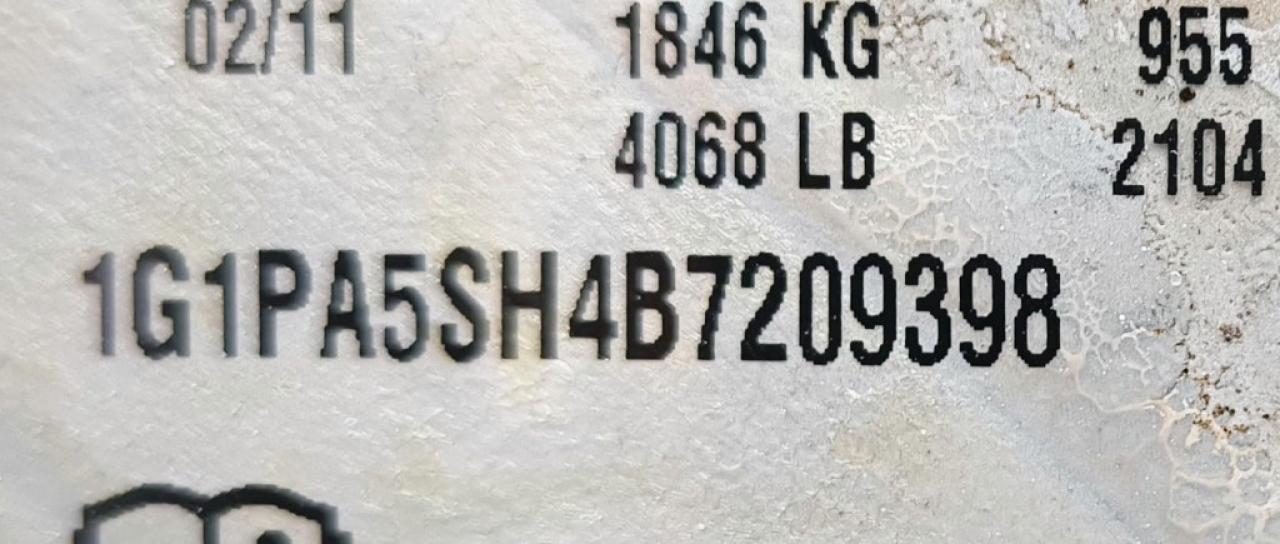 02/11 1846 KG 955
4068 LB 2104
1G1PA5SH4B7209398